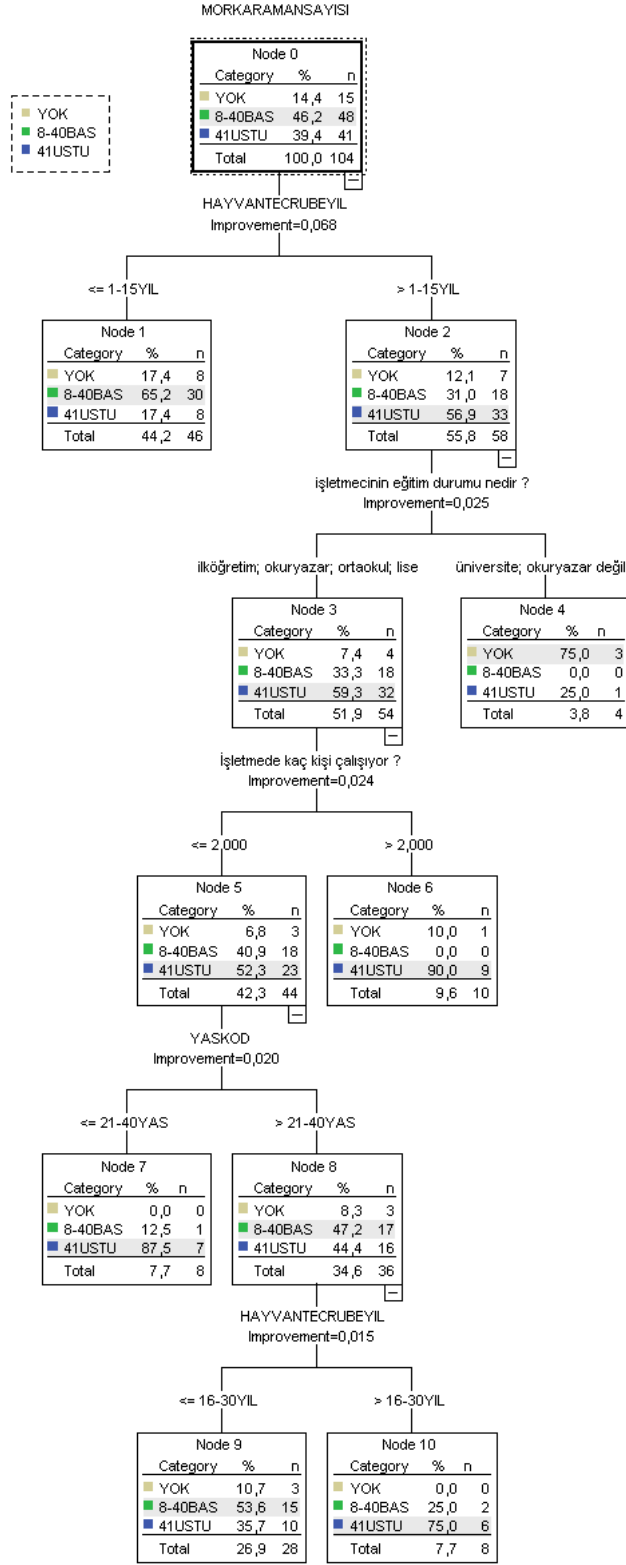 MORKARAMANSAYISI
YOK
8-40BAS
41USTU
Node 0
Category % n
YOK 14,4 15
8-40BAS 46,2 48
41USTU 39,4 41
Total 100,0 104
HAYVANTECRUBEYIL
Improvement=0,068
<= 1-15YIL
> 1-15YIL
Node 1
Category % n
YOK 17,4 8
8-40BAS 65,2 30
41USTU 17,4 8
Total 44,2 46
Node 2
Category % n
YOK 12,1 7
8-40BAS 31,0 18
41USTU 56,9 33
Total 55,8 58
işletmecinin eğitim durumu nedir ?
Improvement=0,025
ilköğretim; okuryazar; ortaokul; lise
üniversite; okuryazar değil
Node 3
Category % n
YOK 7,4 4
8-40BAS 33,3 18
41USTU 59,3 32
Total 51,9 54
Node 4
Category % n
YOK 75,0 3
8-40BAS 0,0 0
41USTU 25,0 1
Total 3,8 4
İşletmede kaç kişi çalışıyor ?
Improvement=0,024
<= 2,000
> 2,000
Node 5
Category % n
YOK 6,8 3
8-40BAS 40,9 18
41USTU 52,3 23
Total 42,3 44
Node 6
Category % n
YOK 10,0 1
8-40BAS 0,0 0
41USTU 90,0 9
Total 9,6 10
YASKOD
Improvement=0,020
<= 21-40YAS
> 21-40YAS
Node 7
Category % n
YOK 0,0 0
8-40BAS 12,5 1
41USTU 87,5 7
Total 7,7 8
Node 8
Category % n
YOK 8,3 3
8-40BAS 47,2 17
41USTU 44,4 16
Total 34,6 36
HAYVANTECRUBEYIL
Improvement=0,015
<= 16-30YIL
> 16-30YIL
Node 9
Category % n
YOK 10,7 3
8-40BAS 53,6 15
41USTU 35,7 10
Total 26,9 28
Node 10
Category % n
YOK 0,0 0
8-40BAS 25,0 2
41USTU 75,0 6
Total 7,7 8